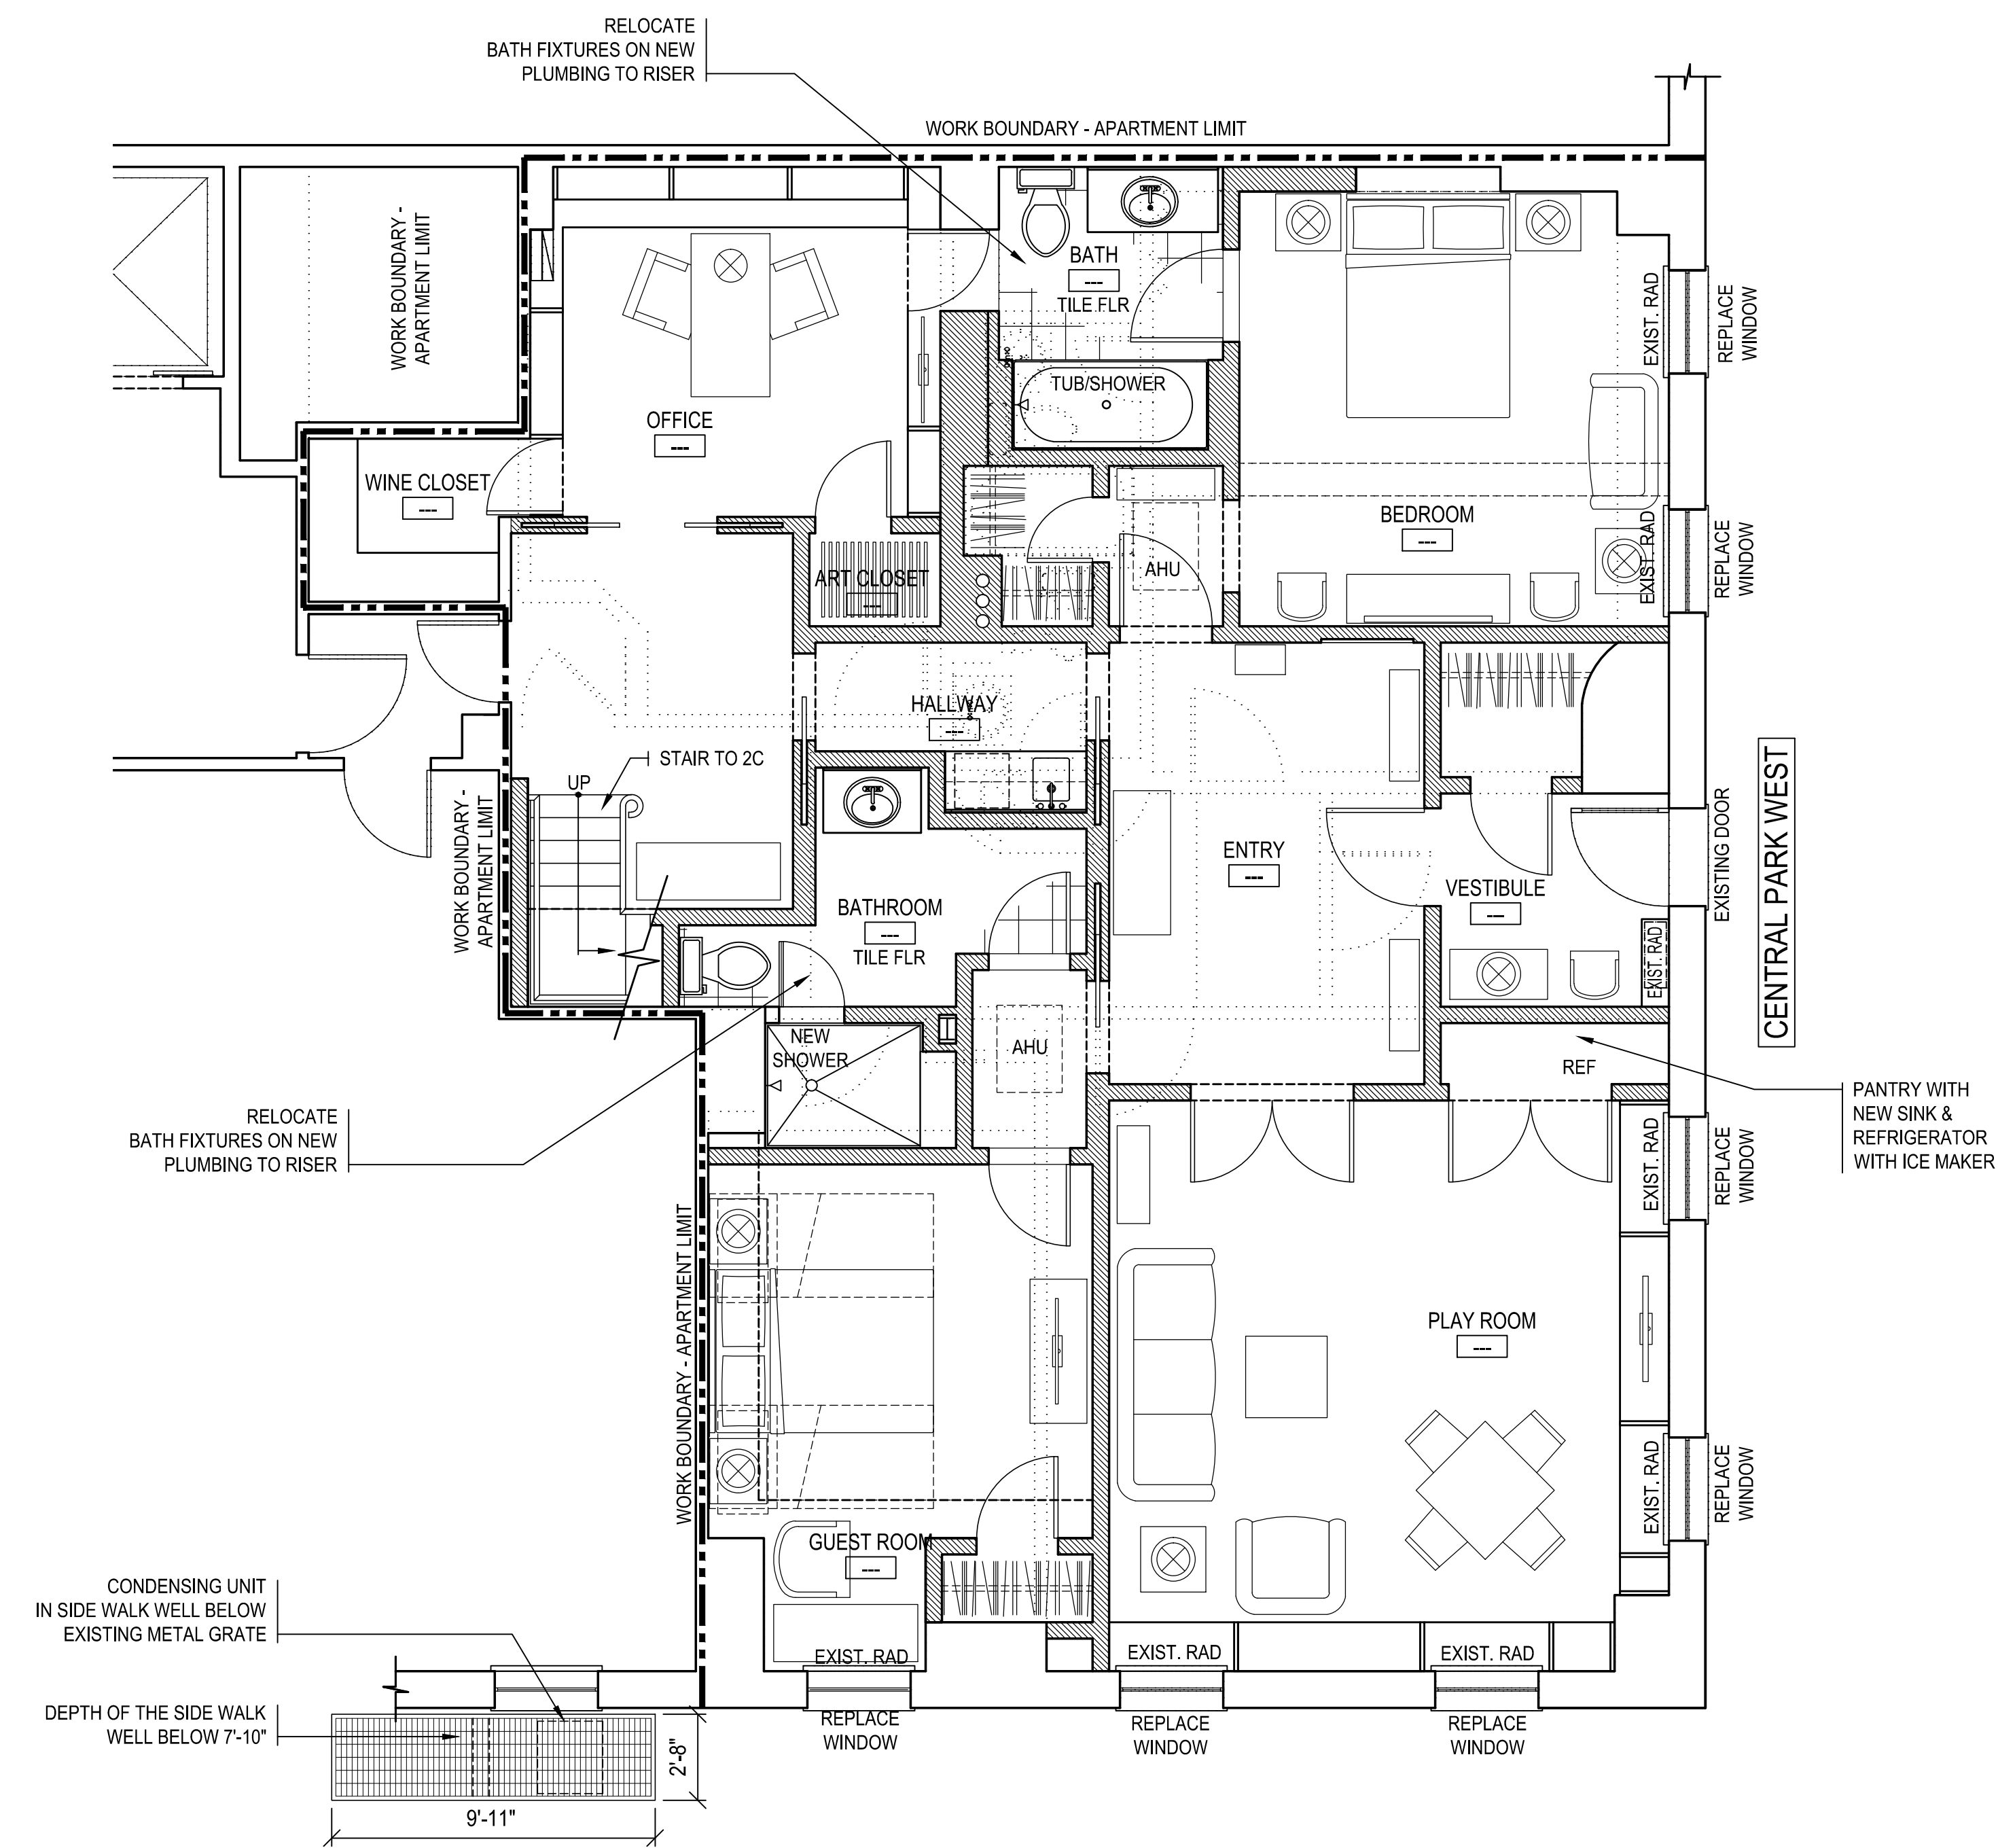 RELOCATE
BATH FIXTURES ON NEW
PLUMBING TO RISER
WORK BOUNDARY - APARTMENT LIMIT
WORK BOUNDARY -
APARTMENT LIMIT
BATH
---
TILE FLR
TUB/SHOWER
OFFICE
---
WINE CLOSET
---
ART CLOSET
---
AHU
BEDROOM
---
EXIST. RAD
REPLACE
WINDOW
EXIST. RAD
REPLACE
WINDOW
HALLWAY
---
STAIR TO 2C
UP
WORK BOUNDARY -
APARTMENT LIMIT
BATHROOM
---
TILE FLR
ENTRY
---
VESTIBULE
---
EXIST. RAD
EXISTING DOOR
CENTRAL PARK WEST
NEW
SHOWER
AHU
REF
PANTRY WITH
NEW SINK &
REFRIGERATOR
WITH ICE MAKER
RELOCATE
BATH FIXTURES ON NEW
PLUMBING TO RISER
EXIST. RAD
REPLACE
WINDOW
WORK BOUNDARY - APARTMENT LIMIT
PLAY ROOM
---
EXIST. RAD
REPLACE
WINDOW
GUEST ROOM
---
CONDENSING UNIT
IN SIDE WALK WELL BELOW
EXISTING METAL GRATE
EXIST. RAD
EXIST. RAD
EXIST. RAD
DEPTH OF THE SIDE WALK
WELL BELOW 7'-10"
REPLACE
WINDOW
REPLACE
WINDOW
REPLACE
WINDOW
2'-8"
9'-11"